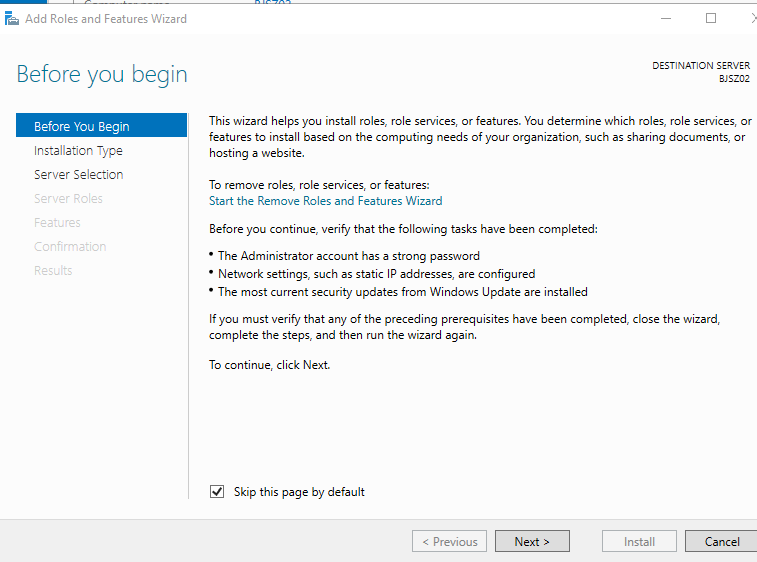 Computer name BJSZ02
Add Roles and Features Wizard
Before you begin
DESTINATION SERVER
BJSZ02
Before You Begin
Installation Type
Server Selection
Server Roles
Features
Confirmation
Results
This wizard helps you install roles, role services, or features. You determine which roles, role services, or
features to install based on the computing needs of your organization, such as sharing documents, or
hosting a website.
To remove roles, role services, or features:
Start the Remove Roles and Features Wizard
Before you continue, verify that the following tasks have been completed:
• The Administrator account has a strong password
• Network settings, such as static IP addresses, are configured
• The most current security updates from Windows Update are installed
If you must verify that any of the preceding prerequisites have been completed, close the wizard,
complete the steps, and then run the wizard again.
To continue, click Next.
Skip this page by default
< Previous
Next >
Install
Cancel